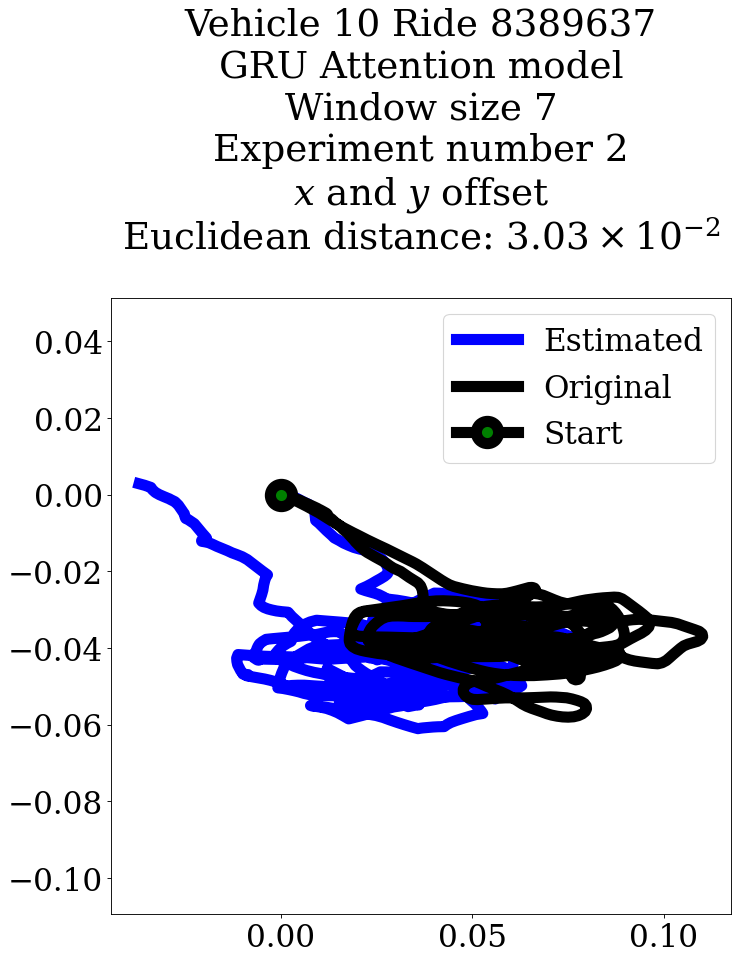 Vehicle 10 Ride 8389637
GRU Attention model
Window size 7
Experiment number 2
x and y offset
Euclidean distance: 3.03 × 10⁻²
Estimated
Original
Start
0.04
0.02
0.00
−0.02
−0.04
−0.06
−0.08
−0.10
0.00 0.05 0.10